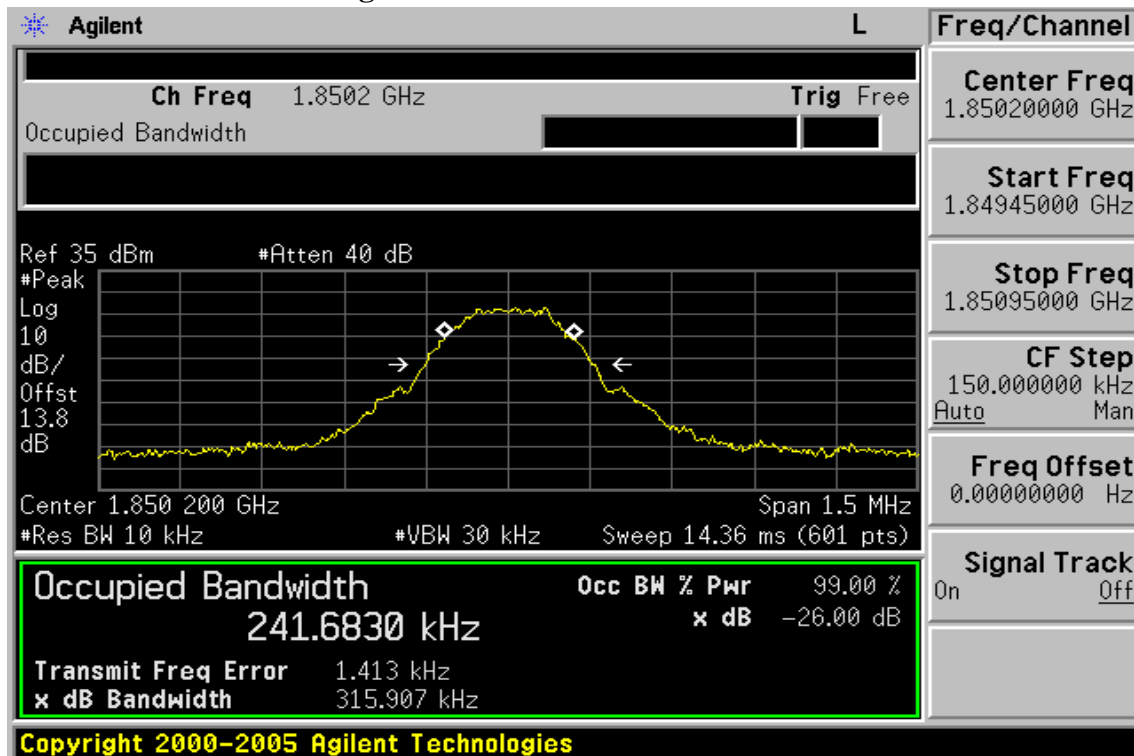 Agilent L Freq/Channel
Ch Freq 1.8502 GHz Trig Free
Occupied Bandwidth
Center Freq
1.85020000 GHz
Start Freq
1.84945000 GHz
Stop Freq
1.85095000 GHz
CF Step
150.000000 kHz
Auto Man
Freq Offset
0.00000000 Hz
Signal Track
On Off
Ref 35 dBm #Atten 40 dB
#Peak
Log
10
dB/
Offst
13.8
dB
Center 1.850 200 GHz Span 1.5 MHz
#Res BW 10 kHz #VBW 30 kHz Sweep 14.36 ms (601 pts)
Occupied Bandwidth Occ BW % Pwr 99.00 %
241.6830 kHz x dB -26.00 dB
Transmit Freq Error 1.413 kHz
x dB Bandwidth 315.907 kHz
Copyright 2000-2005 Agilent Technologies